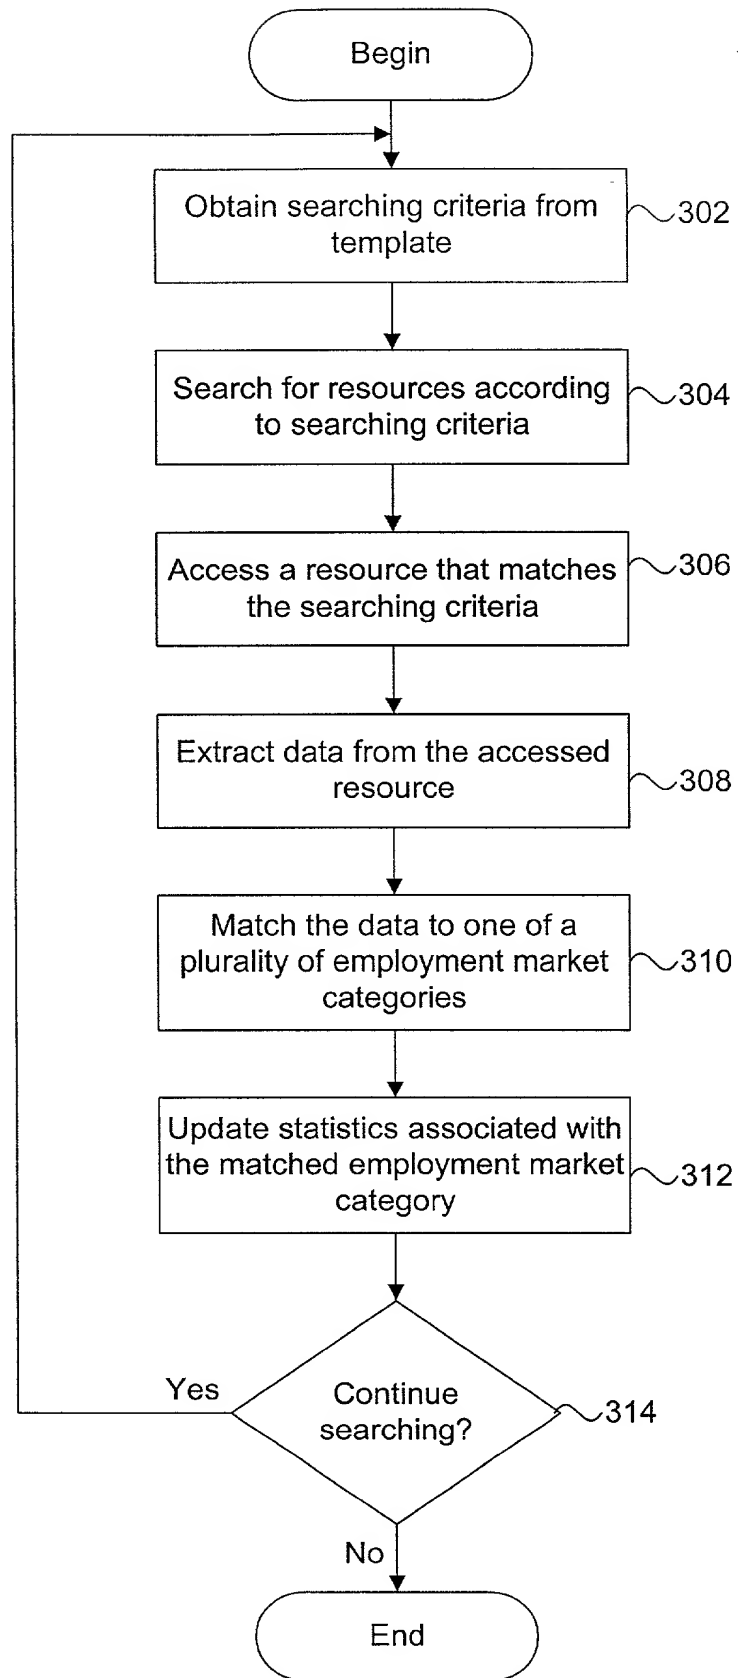 Begin
Obtain searching criteria from
template
302
Search for resources according
to searching criteria
304
Access a resource that matches
the searching criteria
306
Extract data from the accessed
resource
308
Match the data to one of a
plurality of employment market
categories
310
Update statistics associated with
the matched employment market
category
312
Continue
searching?
314
Yes
No
End